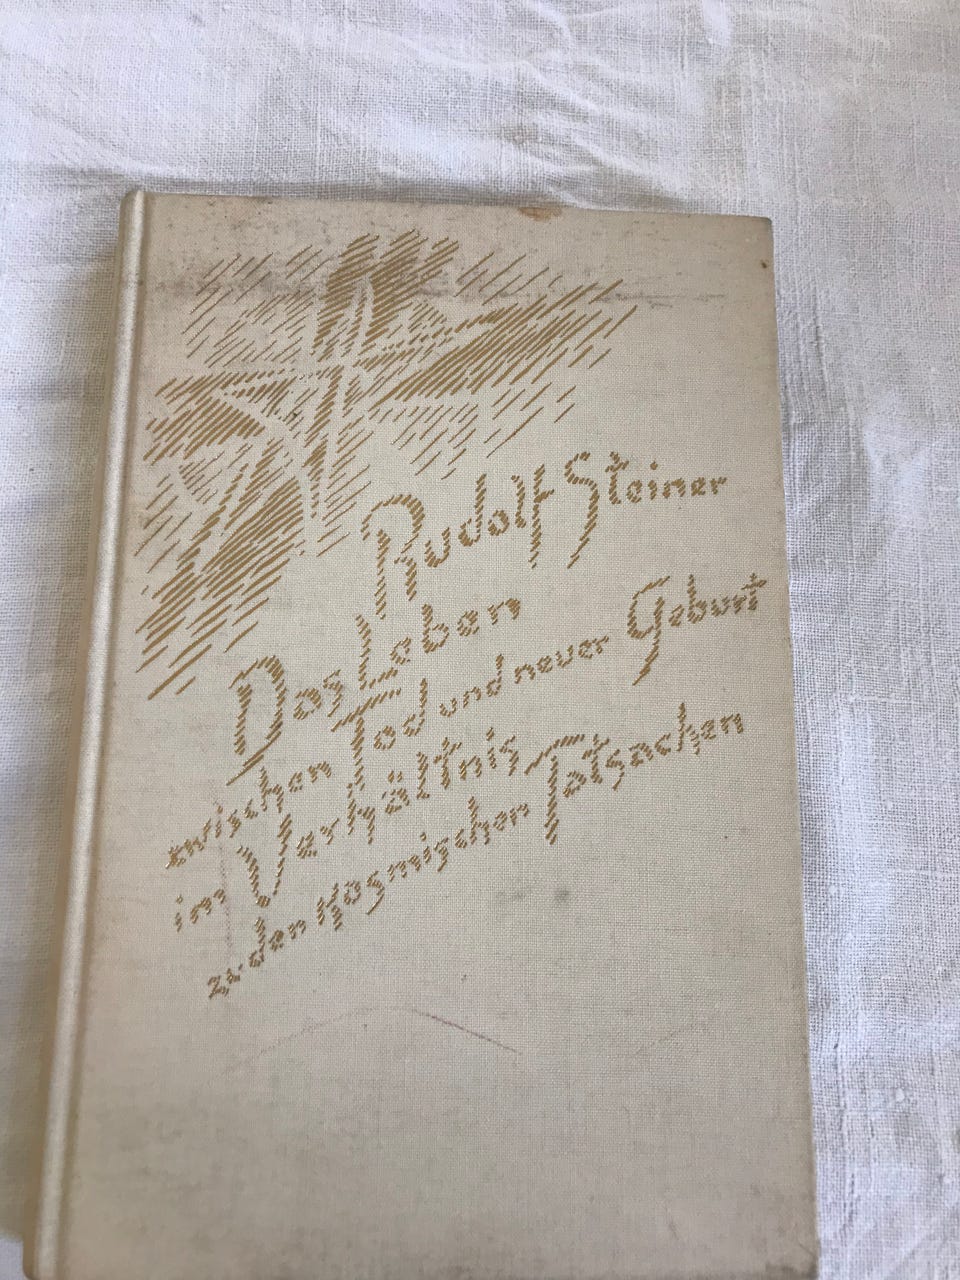 Rudolf Steiner
Das Leben
zwischen Tod und neuer Geburt
im Verhältnis
zu den kosmischen Tatsachen